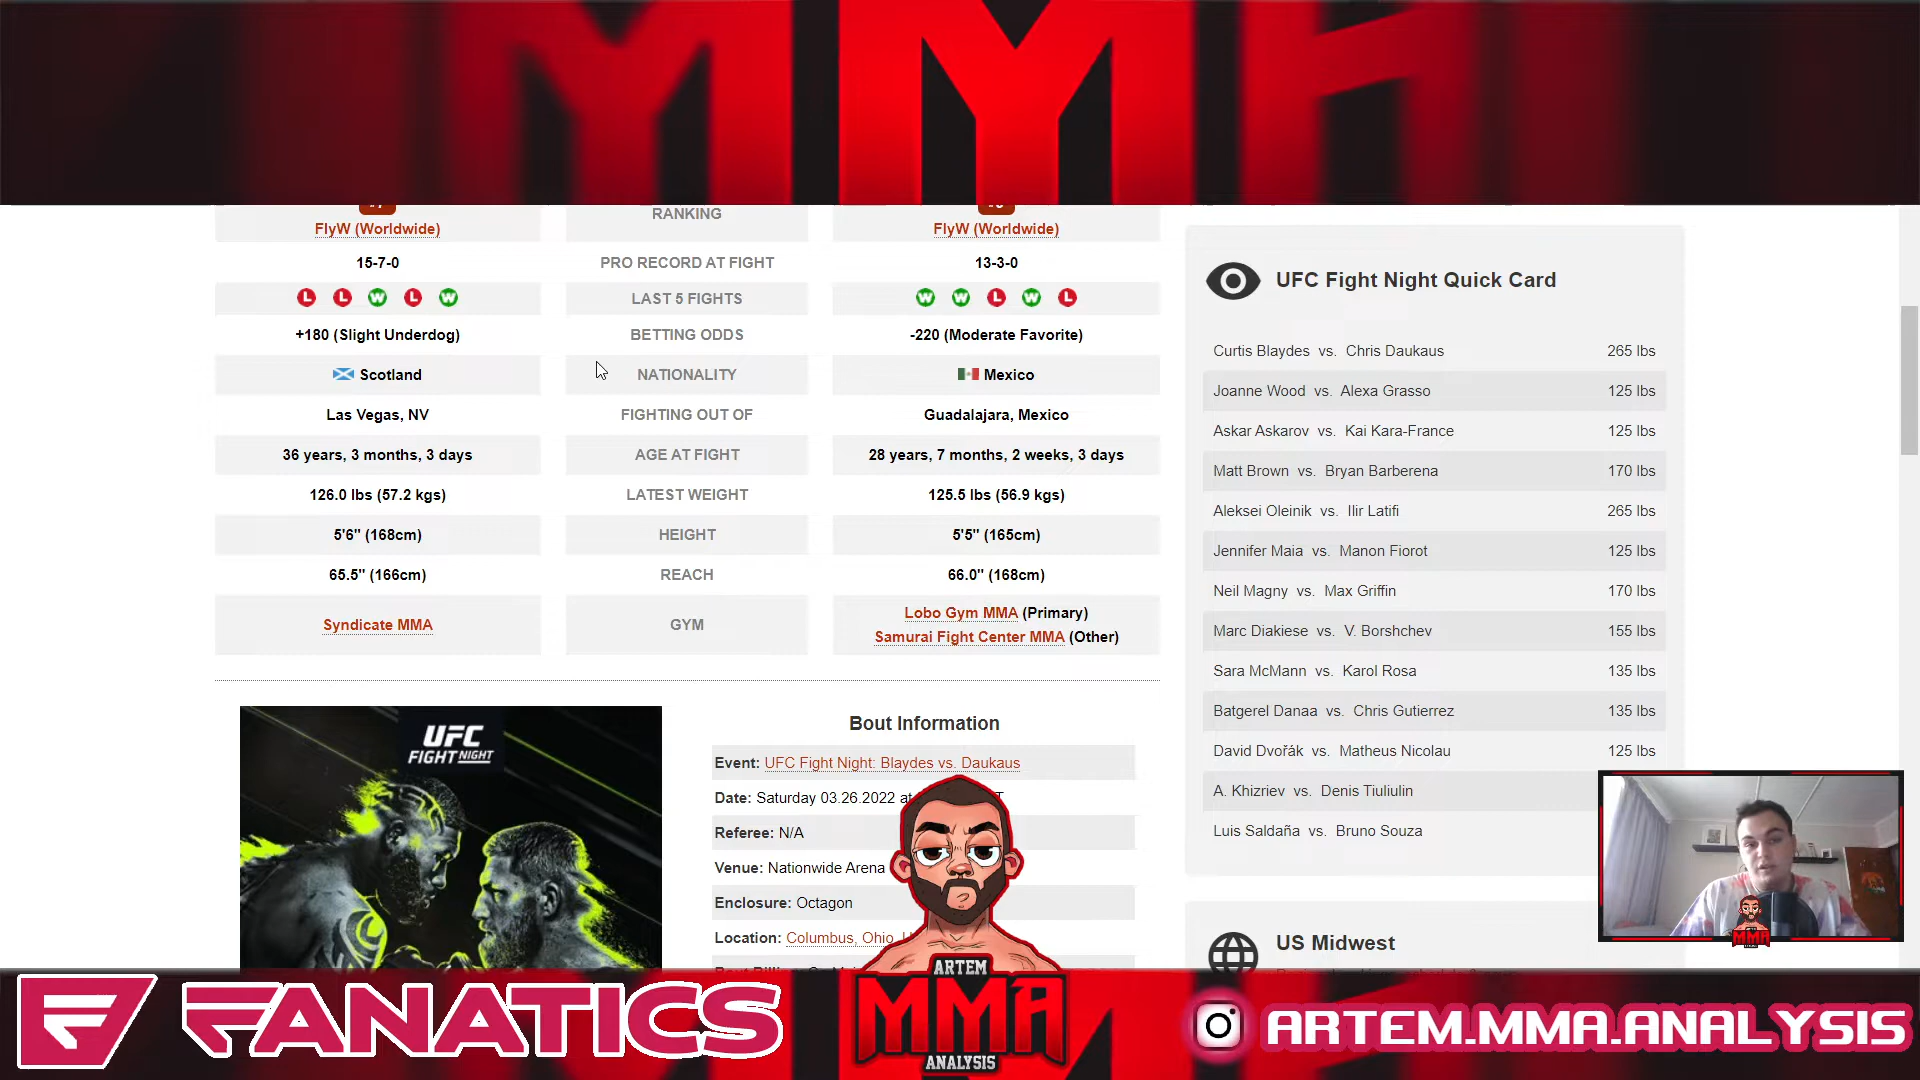 MMA
RANKING
FlyW (Worldwide)
FlyW (Worldwide)
15-7-0
PRO RECORD AT FIGHT
13-3-0
L L W L W
LAST 5 FIGHTS
W W L W L
+180 (Slight Underdog)
BETTING ODDS
-220 (Moderate Favorite)
Scotland
NATIONALITY
Mexico
Las Vegas, NV
FIGHTING OUT OF
Guadalajara, Mexico
36 years, 3 months, 3 days
AGE AT FIGHT
28 years, 7 months, 2 weeks, 3 days
126.0 lbs (57.2 kgs)
LATEST WEIGHT
125.5 lbs (56.9 kgs)
5'6" (168cm)
HEIGHT
5'5" (165cm)
65.5" (166cm)
REACH
66.0" (168cm)
Syndicate MMA
GYM
Lobo Gym MMA (Primary)
Samurai Fight Center MMA (Other)
UFC
FIGHT NIGHT
Bout Information
Event: UFC Fight Night: Blaydes vs. Daukaus
Date: Saturday 03.26.2022 at
Referee: N/A
Venue: Nationwide Arena
Enclosure: Octagon
Location: Columbus, Ohio,
UFC Fight Night Quick Card
Curtis Blaydes vs. Chris Daukaus 265 lbs
Joanne Wood vs. Alexa Grasso 125 lbs
Askar Askarov vs. Kai Kara-France 125 lbs
Matt Brown vs. Bryan Barberena 170 lbs
Aleksei Oleinik vs. Ilir Latifi 265 lbs
Jennifer Maia vs. Manon Fiorot 125 lbs
Neil Magny vs. Max Griffin 170 lbs
Marc Diakiese vs. V. Borshchev 155 lbs
Sara McMann vs. Karol Rosa 135 lbs
Batgerel Danaa vs. Chris Gutierrez 135 lbs
David Dvořák vs. Matheus Nicolau 125 lbs
A. Khizriev vs. Denis Tiuliulin
Luis Saldaña vs. Bruno Souza
US Midwest
MMA
FANATICS
ARTEM
MMA
ANALYSIS
ARTEM.MMA.ANALYSIS